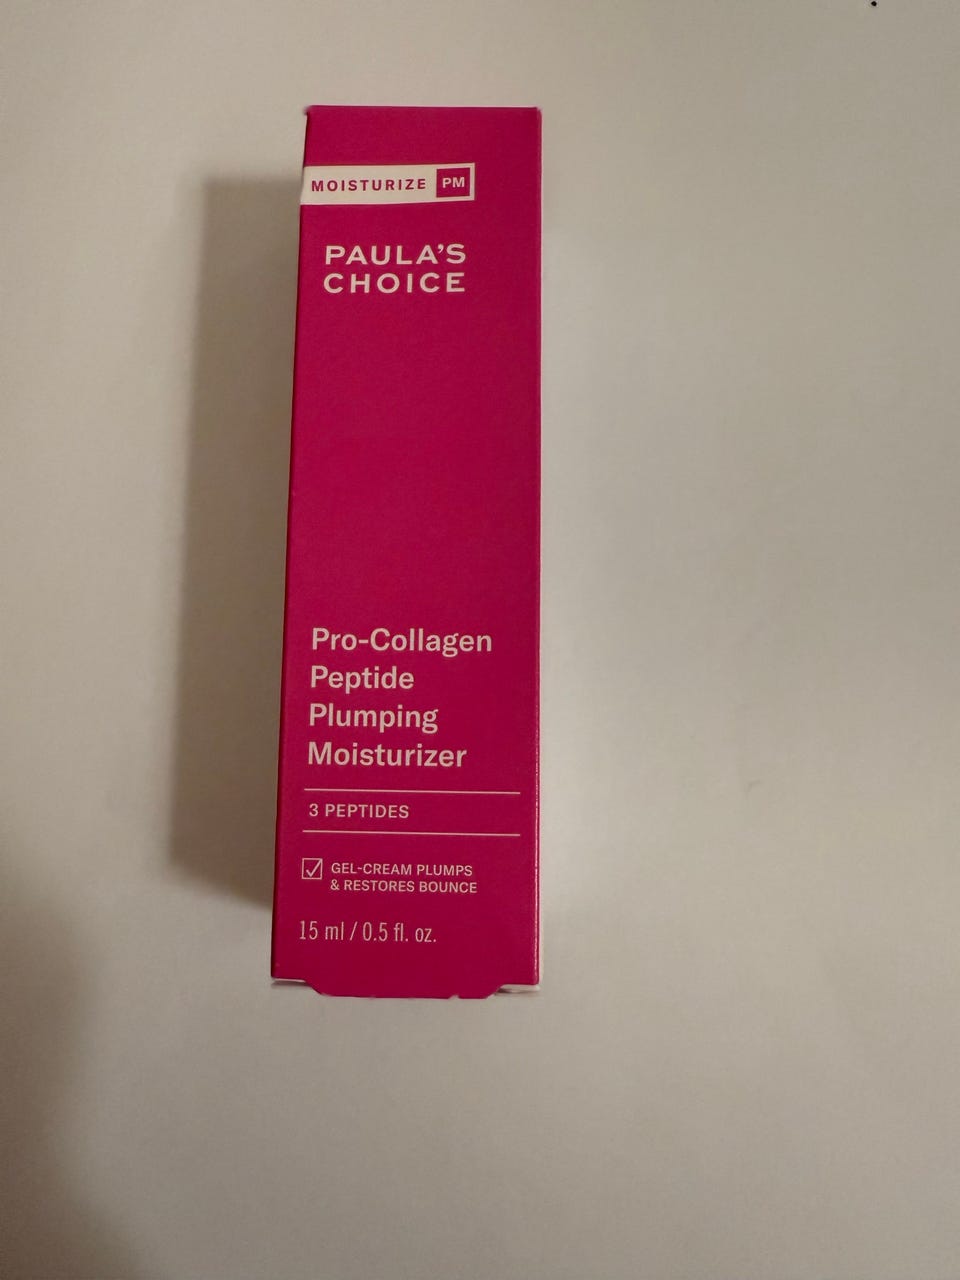 MOISTURIZE PM
PAULA'S
CHOICE
Pro-Collagen
Peptide
Plumping
Moisturizer
3 PEPTIDES
GEL-CREAM PLUMPS
& RESTORES BOUNCE
15 ml / 0.5 fl. oz.